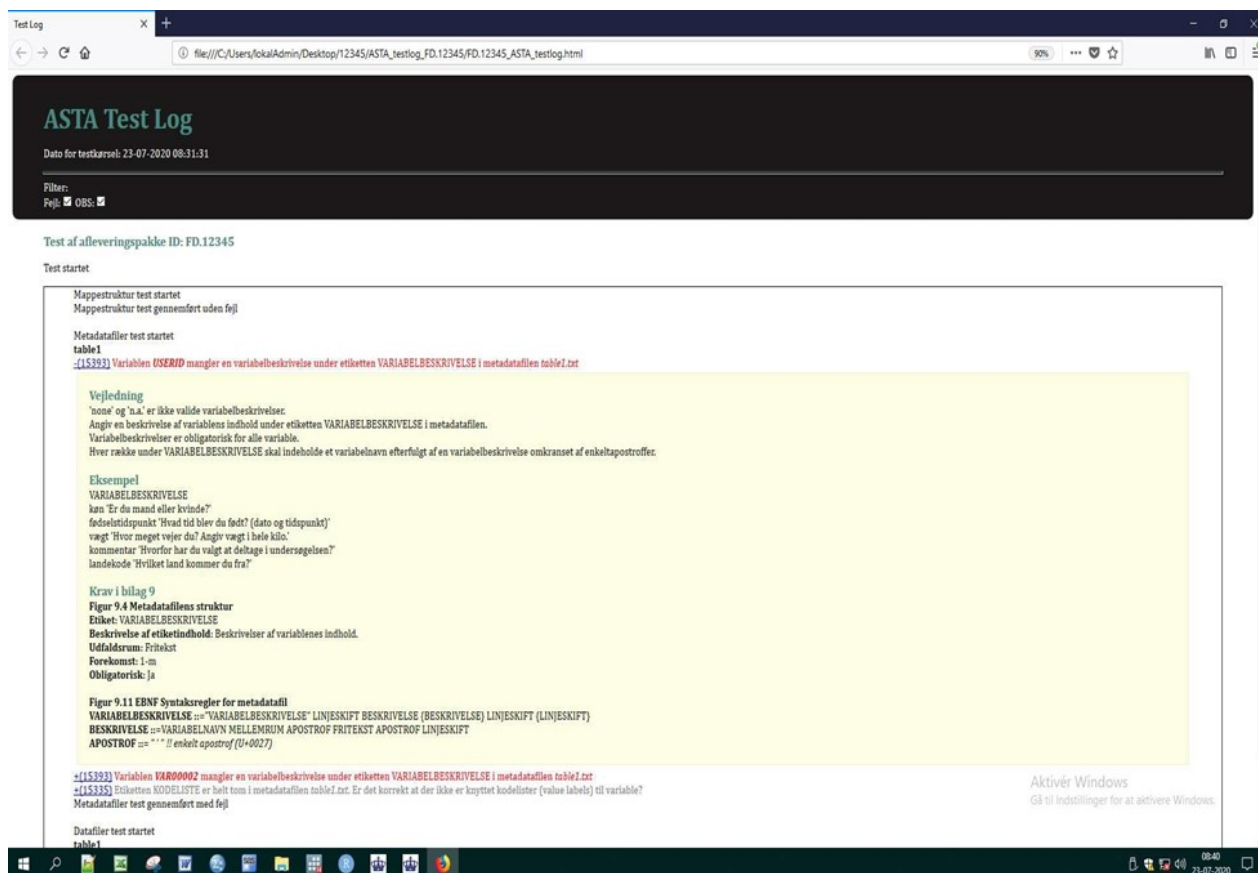 Test Log
file:///C:/Users/lokalAdmin/Desktop/12345/ASTA_testlog_FD.12345/FD.12345_ASTA_testlog.html
90%
ASTA Test Log
Dato for testkørsel: 23-07-2020 08:31:31
Filter:
Fejl: OBS:
Test af afleveringspakke ID: FD.12345
Test startet
Mappestruktur test startet
Mappestruktur test gennemført uden fejl
Metadatafiler test startet
table1
-(15393) Variablen USERID mangler en variabelbeskrivelse under etiketten VARIABELBESKRIVELSE i metadatafilen table1.txt
Vejledning
'none' og 'n.a.' er ikke valide variabelbeskrivelser.
Angiv en beskrivelse af variablens indhold under etiketten VARIABELBESKRIVELSE i metadatafilen.
Variabelbeskrivelser er obligatorisk for alle variable.
Hver række under VARIABELBESKRIVELSE skal indeholde et variabelnavn efterfulgt af en variabelbeskrivelse omkranset af enkeltapostroffer.
Eksempel
VARIABELBESKRIVELSE
køn 'Er du mand eller kvinde?'
fødselstidspunkt 'Hvad tid blev du født? (dato og tidspunkt)'
vægt 'Hvor meget vejer du? Angiv vægt i hele kilo.'
kommentar 'Hvorfor har du valgt at deltage i undersøgelsen?'
landekode 'Hvilket land kommer du fra?'
Krav i bilag 9
Figur 9.4 Metadatafilens struktur
Etiket: VARIABELBESKRIVELSE
Beskrivelse af etiketindhold: Beskrivelser af variablenes indhold.
Udfaldsrum: Fritekst
Forekomst: 1-m
Obligatorisk: Ja
Figur 9.11 EBNF Syntaksregler for metadatafil
VARIABELBESKRIVELSE ::="VARIABELBESKRIVELSE" LINJESKIFT BESKRIVELSE {BESKRIVELSE} LINJESKIFT {LINJESKIFT}
BESKRIVELSE ::=VARIABELNAVN MELLEMRUM APOSTROF FRITEKST APOSTROF LINJESKIFT
APOSTROF ::= " ' " !! enkelt apostrof (U+0027)
+(15393) Variablen VAR00002 mangler en variabelbeskrivelse under etiketten VARIABELBESKRIVELSE i metadatafilen table1.txt
+(15335) Etiketten KODELISTE er helt tom i metadatafilen table1.txt. Er det korrekt at der ikke er knyttet kodelister (value labels) til variable?
Metadatafiler test gennemført med fejl
Aktivér Windows
Gå til Indstillinger for at aktivere Windows.
Datafiler test startet
table1
08:40
23-07-2020